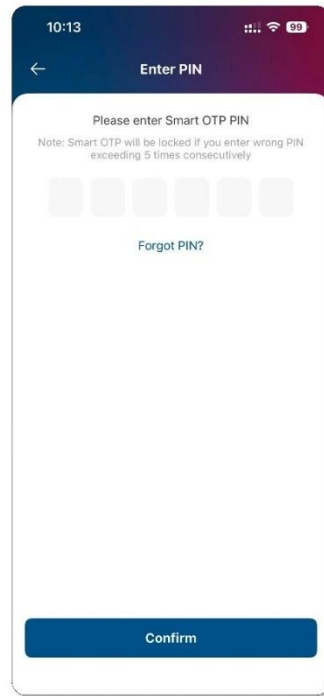 10:13
99
Enter PIN
Please enter Smart OTP PIN
Note: Smart OTP will be locked if you enter wrong PIN
exceeding 5 times consecutively
Forgot PIN?
Confirm